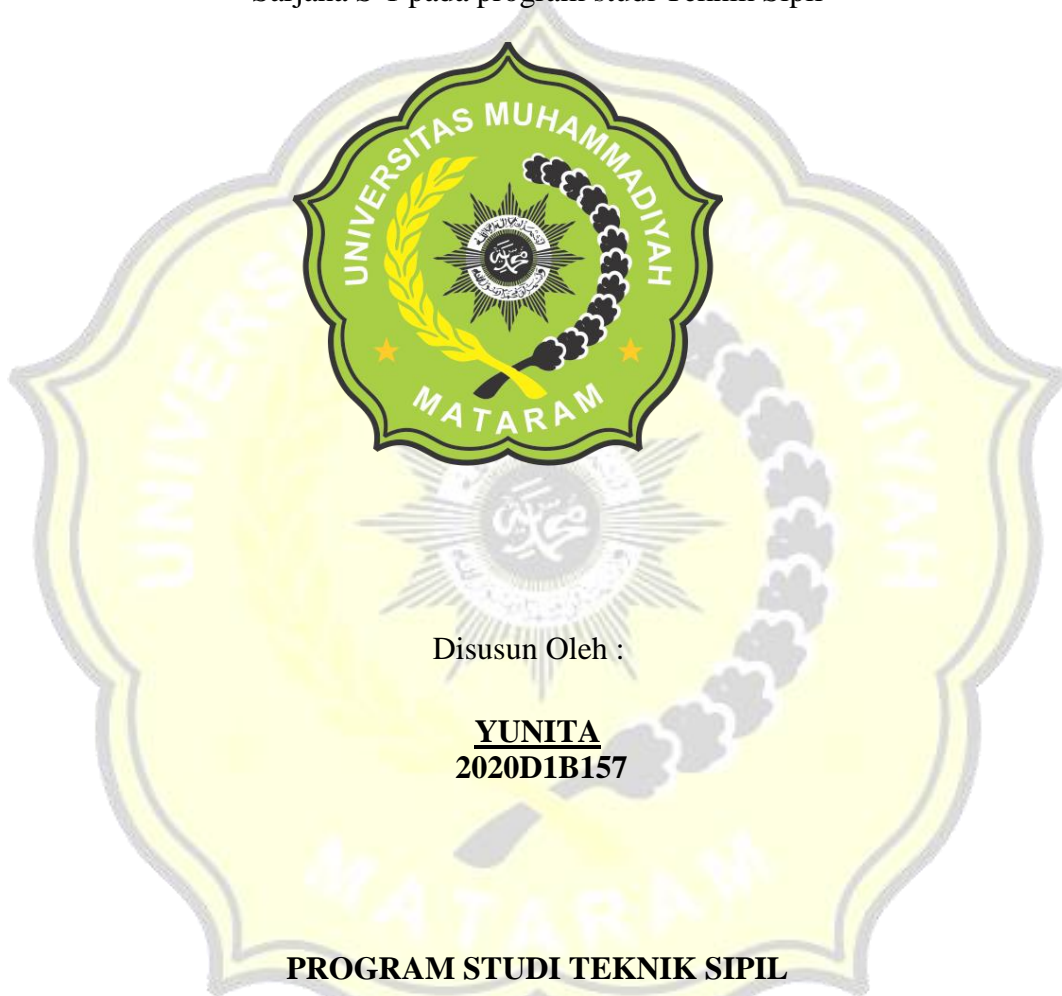 Sarjana S-1 pada program studi Teknik Sipil
UNIVERSITAS MUHAMMADIYAH
MATARAM
Disusun Oleh :
YUNITA
2020D1B157
PROGRAM STUDI TEKNIK SIPIL